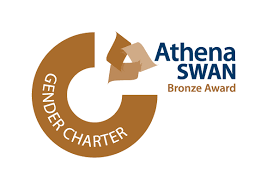 Athena
SWAN
Bronze Award
GENDER CHARTER